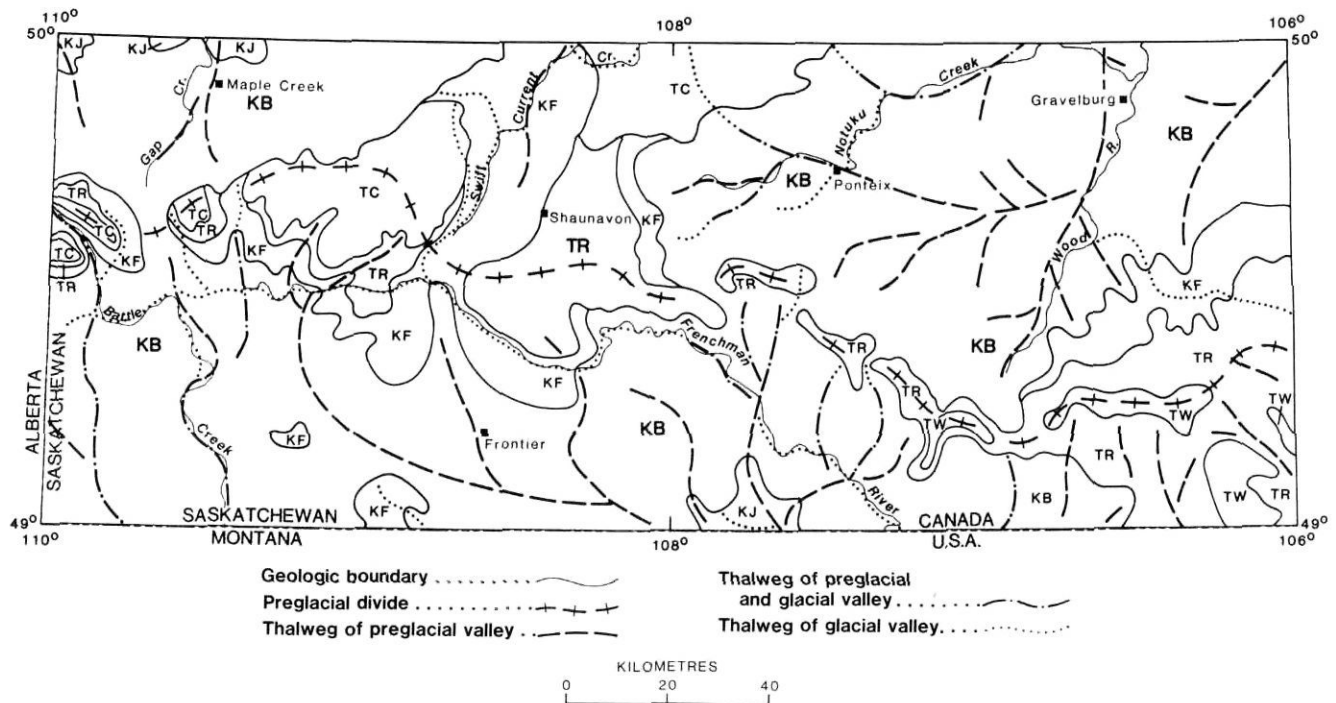 110° 108° 106°
50° 50°
KJ KJ KJ
Cr. Maple Creek
KB
Gap
Swift Current
Cr.
KF
TC
Notuku Creek
Gravelburg
KB
R.
TR
TC
TC
TR
KF
TC
TR
KF
TC
Shaunavon
TR
KF
KB
Ponteix
Wood
KF
TR
Battle
KB
Creek
KF
KF
KF
Frontier
KF
KB
Frenchman
River
TR
TR
TR
TW
KB
KF
TR
TW
TW
TR
KB
TW
TR
KJ
ALBERTA
SASKATCHEWAN
49° 49°
SASKATCHEWAN
MONTANA
CANADA
U.S.A.
110° 108° 106°
Geologic boundary
Preglacial divide
Thalweg of preglacial valley
Thalweg of preglacial
and glacial valley
Thalweg of glacial valley
KILOMETRES
0 20 40